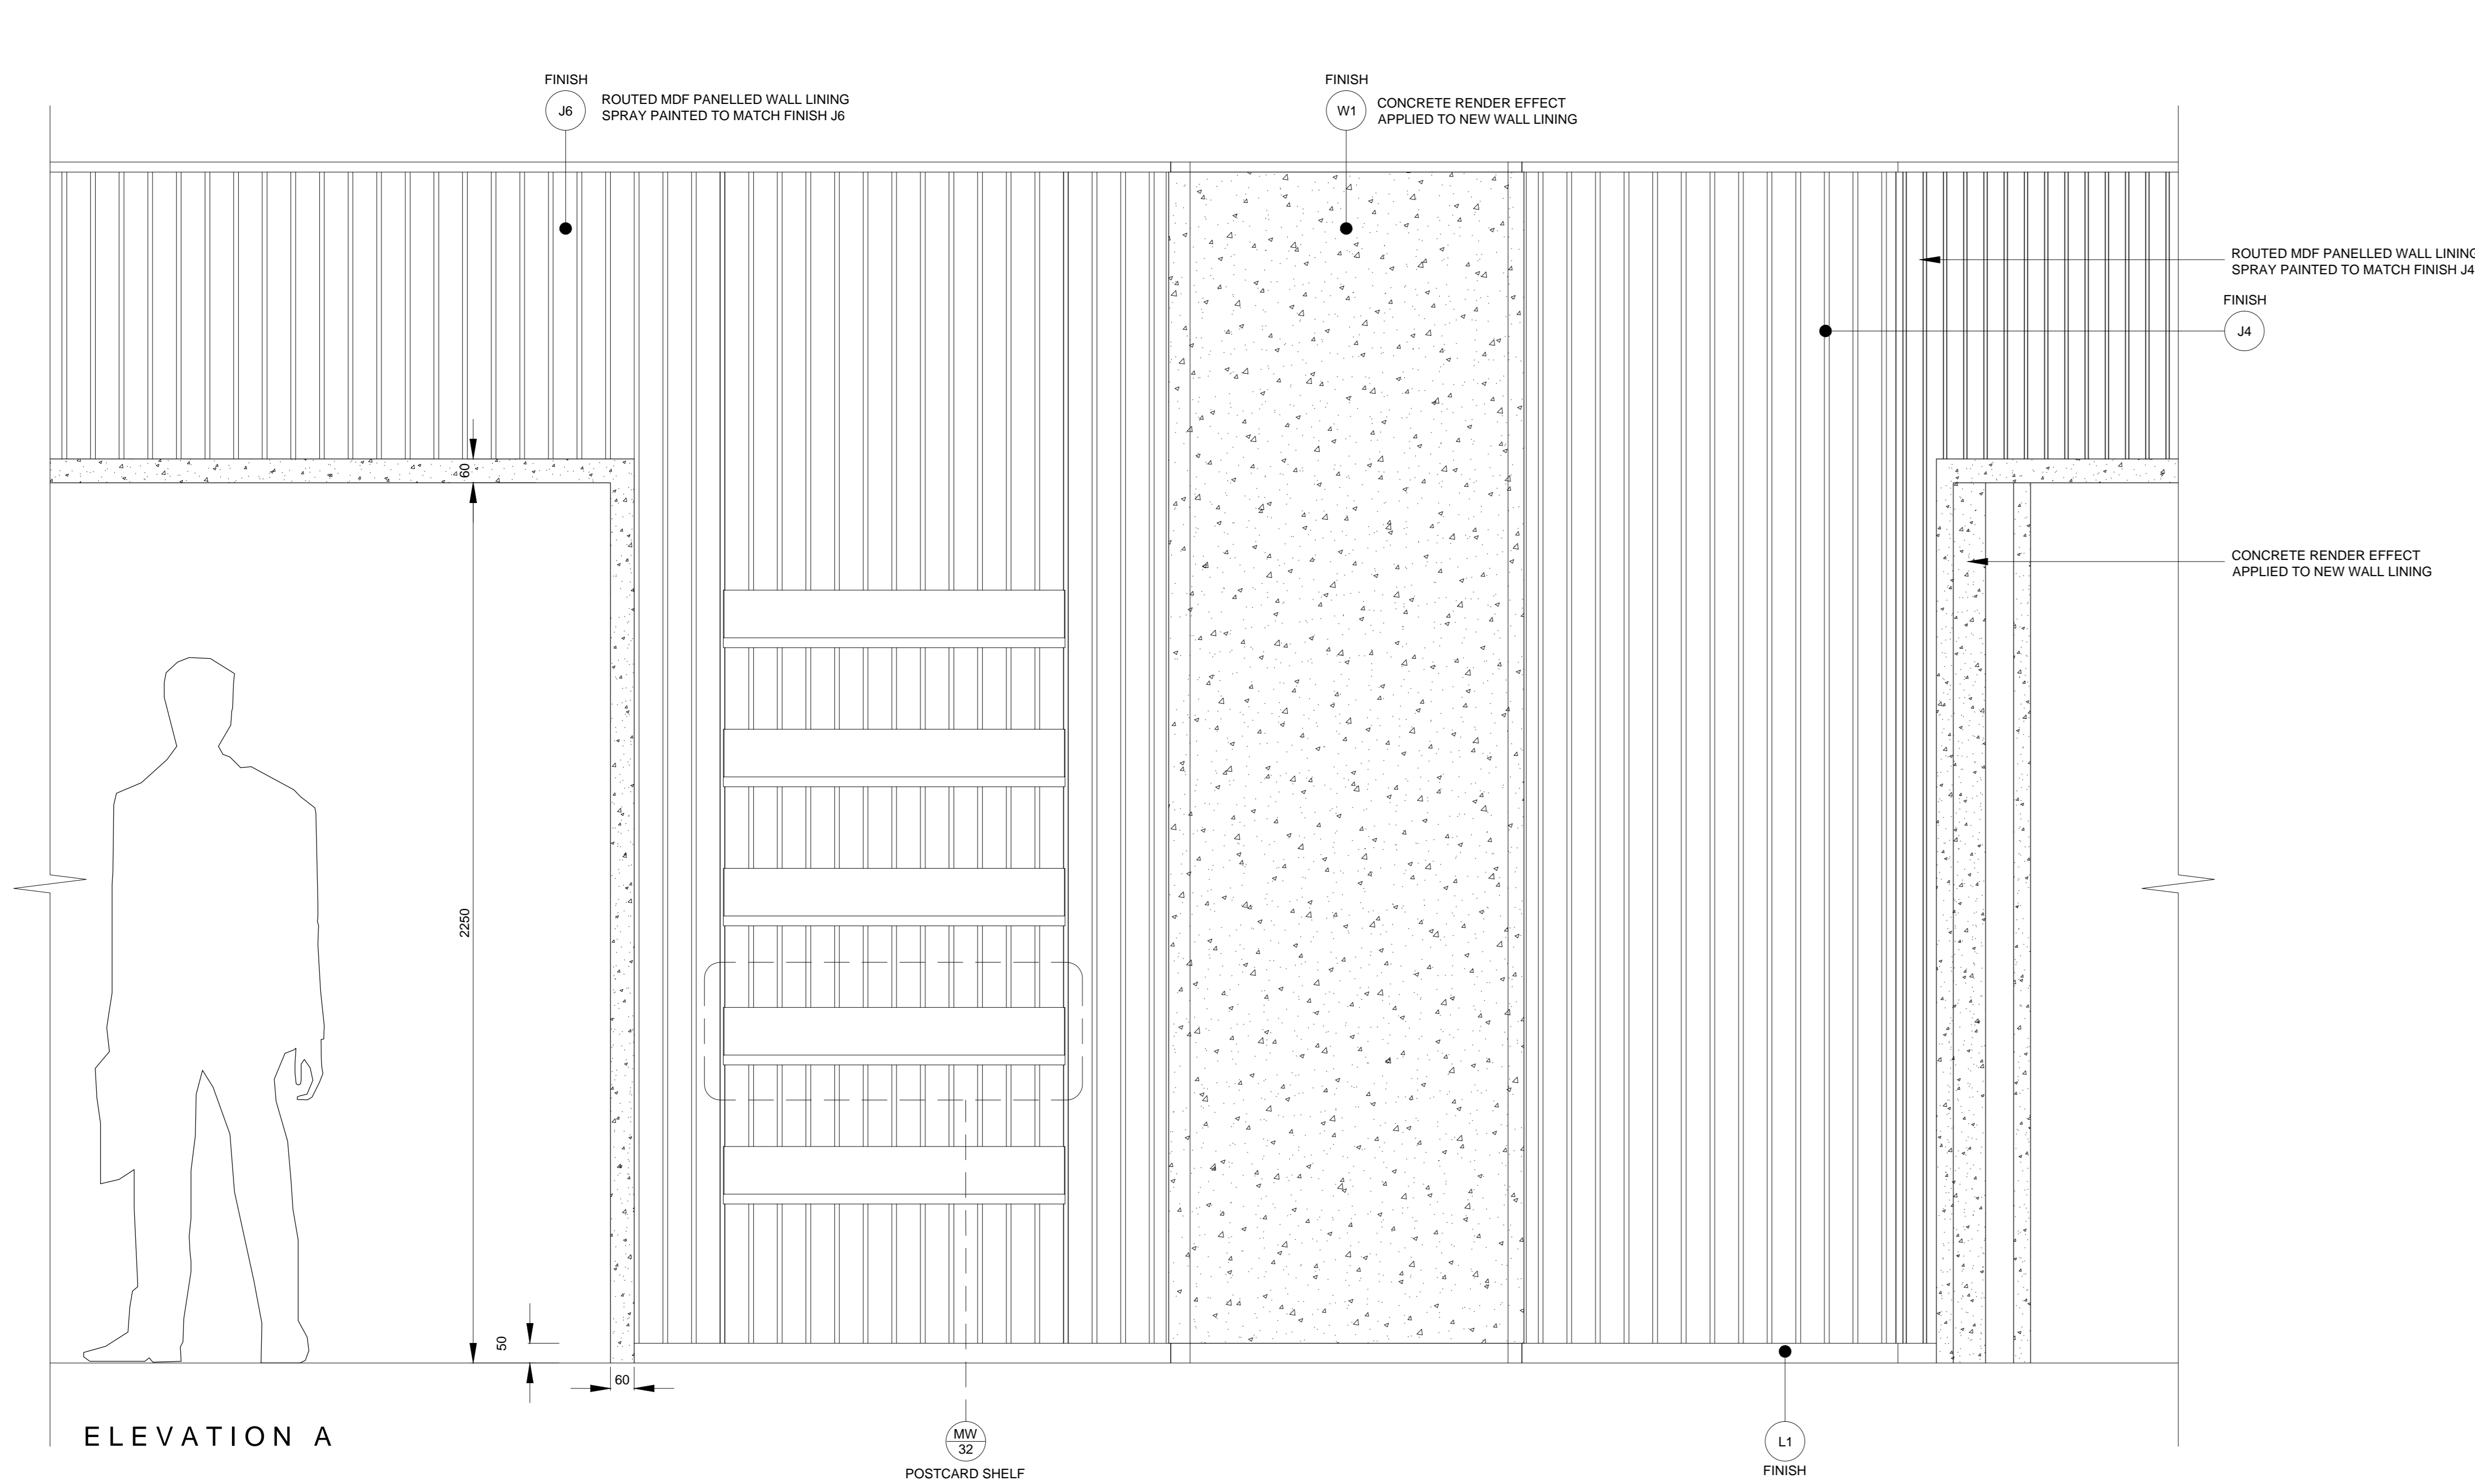 FINISH
J6
ROUTED MDF PANELLED WALL LINING
SPRAY PAINTED TO MATCH FINISH J6
FINISH
W1
CONCRETE RENDER EFFECT
APPLIED TO NEW WALL LINING
ROUTED MDF PANELLED WALL LINING
SPRAY PAINTED TO MATCH FINISH J4
FINISH
J4
60
CONCRETE RENDER EFFECT
APPLIED TO NEW WALL LINING
2250
50
60
ELEVATION A
MW
32
POSTCARD SHELF
L1
FINISH